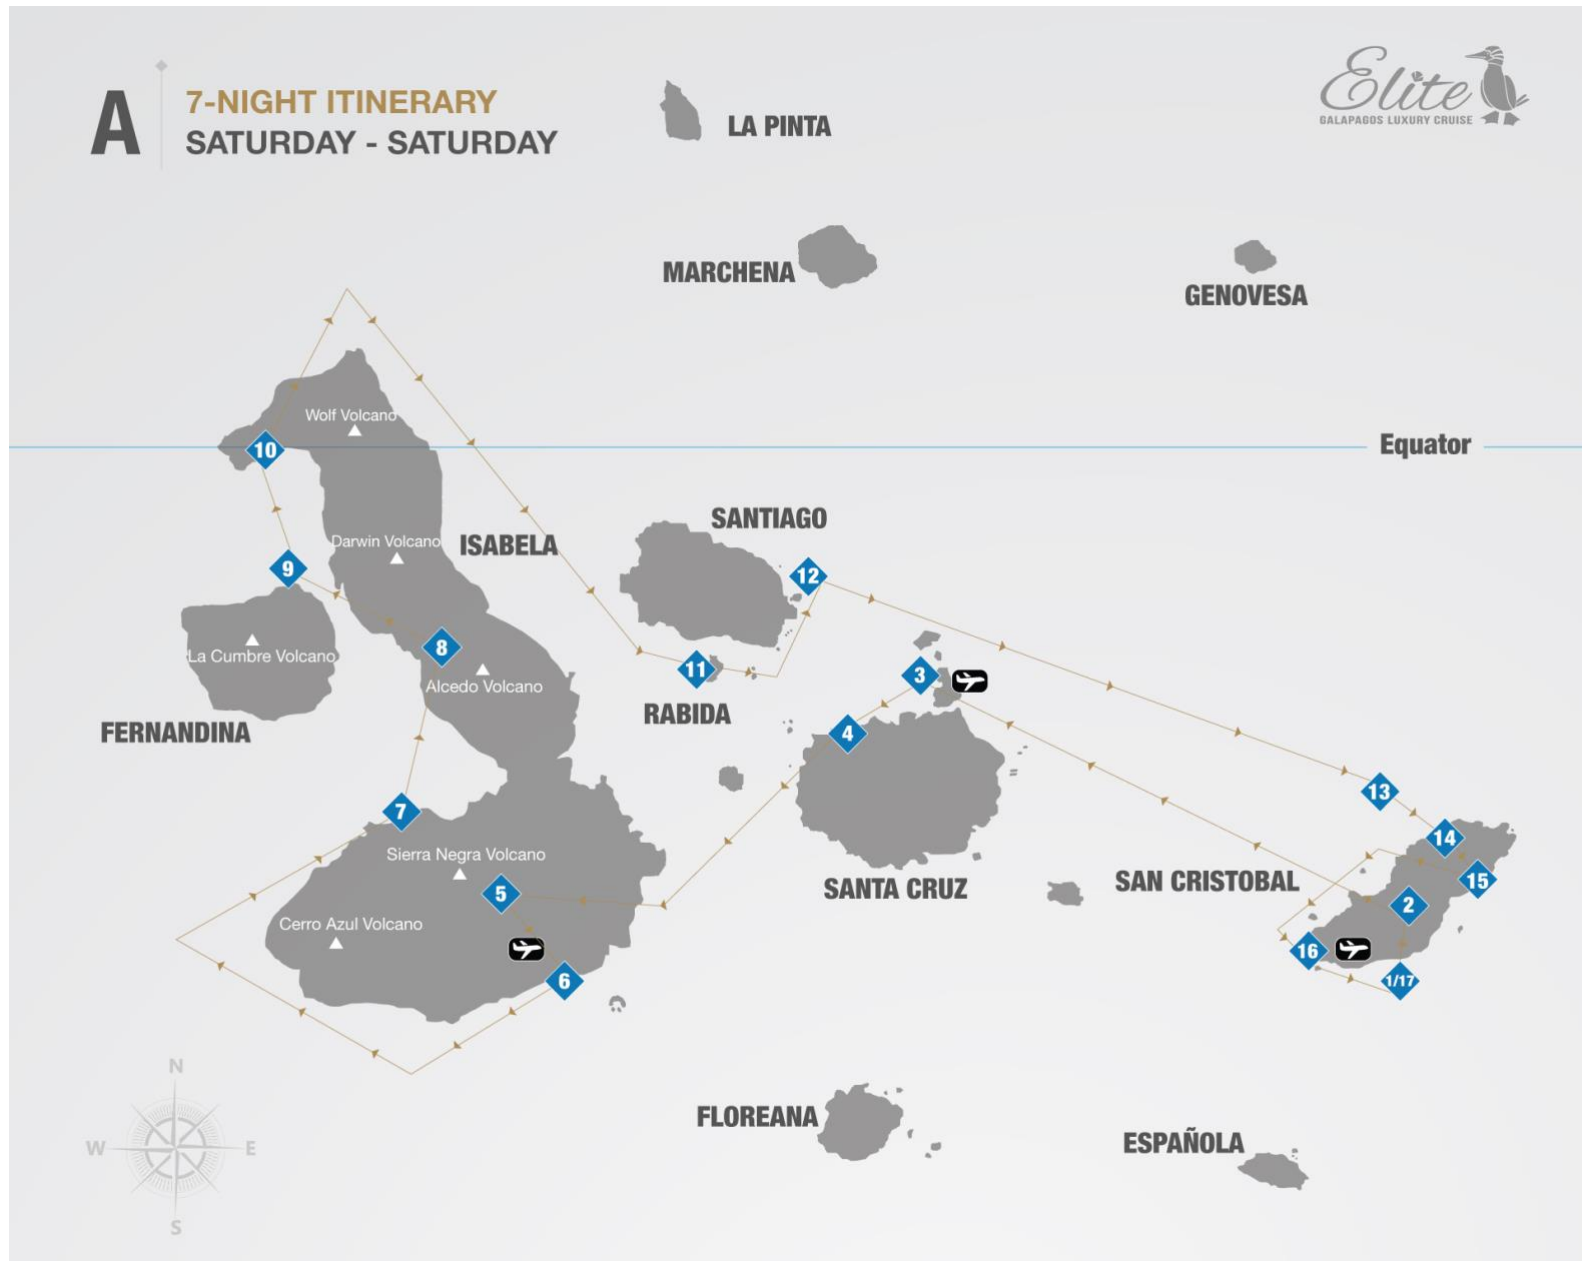 A
7-NIGHT ITINERARY
SATURDAY - SATURDAY
Elite
GALAPAGOS LUXURY CRUISE
LA PINTA
MARCHENA
GENOVESA
Wolf Volcano
10
Equator
SANTIAGO
Darwin Volcano
ISABELA
9
12
8
La Cumbre Volcano
11
3
Alcedo Volcano
RABIDA
FERNANDINA
4
13
7
14
Sierra Negra Volcano
SANTA CRUZ
SAN CRISTOBAL
15
5
2
Cerro Azul Volcano
16
6
1/17
N
W
E
S
FLOREANA
ESPAÑOLA